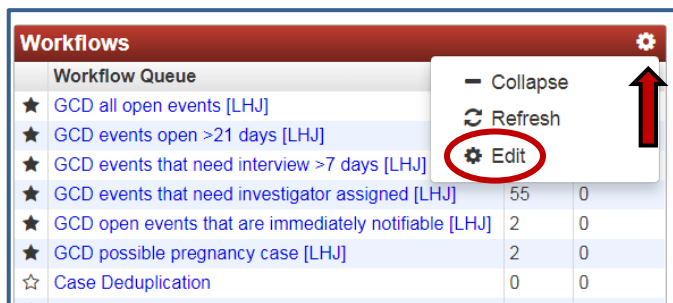 Workflows
Workflow Queue
Collapse
Refresh
Edit
GCD all open events [LHJ]
GCD events open >21 days [LHJ]
GCD events that need interview >7 days [LHJ]
GCD events that need investigator assigned [LHJ] 55 0
GCD open events that are immediately notifiable [LHJ] 2 0
GCD possible pregnancy case [LHJ] 2 0
Case Deduplication 0 0